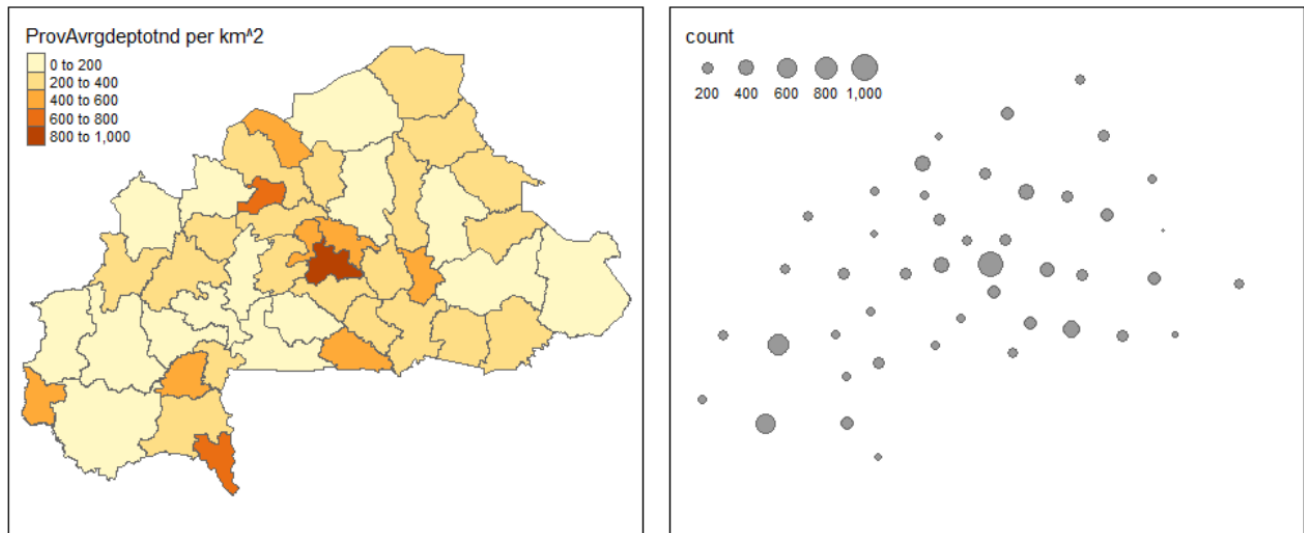 ProvAvrgdeptotnd per km^2
0 to 200
200 to 400
400 to 600
600 to 800
800 to 1,000
count
200 400 600 800 1,000